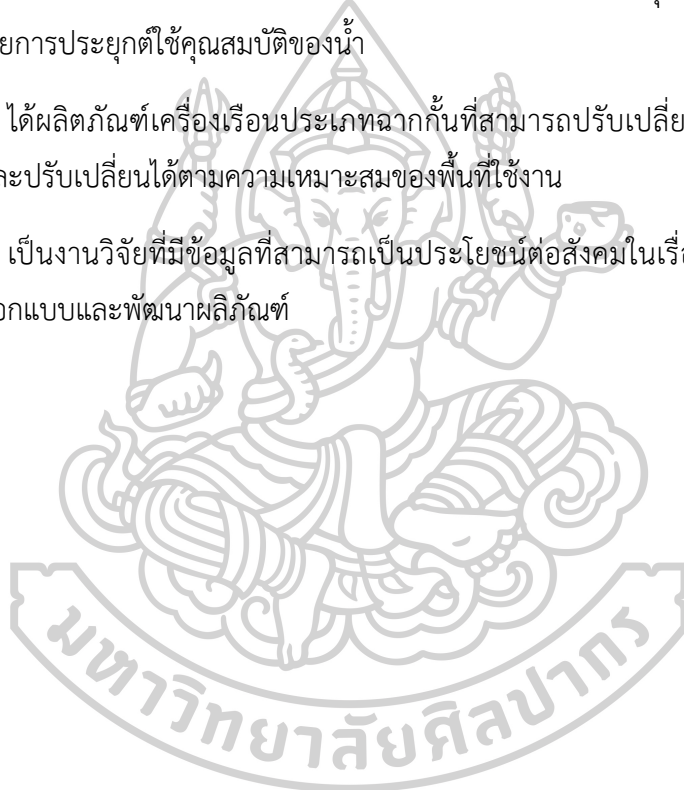 ยการประยุกต์ใช้คุณสมบัติของน้ำ
ได้ผลิตภัณฑ์เครื่องเรือนประเภทฉากกั้นที่สามารถปรับเปลี่ย
ละปรับเปลี่ยนได้ตามความเหมาะสมของพื้นที่ใช้งาน
เป็นงานวิจัยที่มีข้อมูลที่สามารถเป็นประโยชน์ต่อสังคมในเรื่อ
อกแบบและพัฒนาผลิภัณฑ์
มหาวิทยาลัยศิลปากร